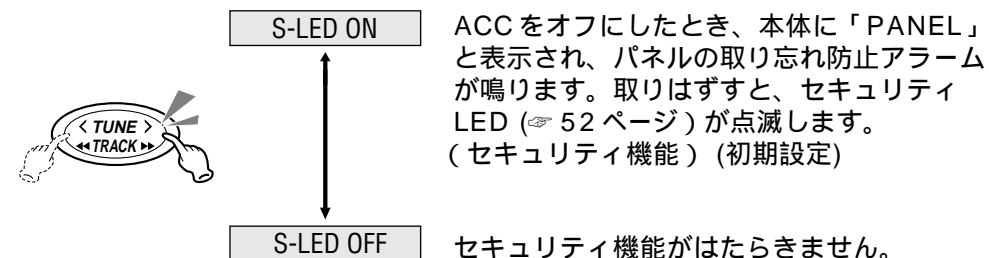 S-LED ON
ACCをオフにしたとき、本体に「PANEL」
と表示され、パネルの取り忘れ防止アラーム
が鳴ります。取りはずすと、セキュリティ
LED (☞ 52ページ)が点滅します。
(セキュリティ機能) (初期設定)
< TUNE >
◀◀ TRACK ▶▶
S-LED OFF
セキュリティ機能がはたらきません。